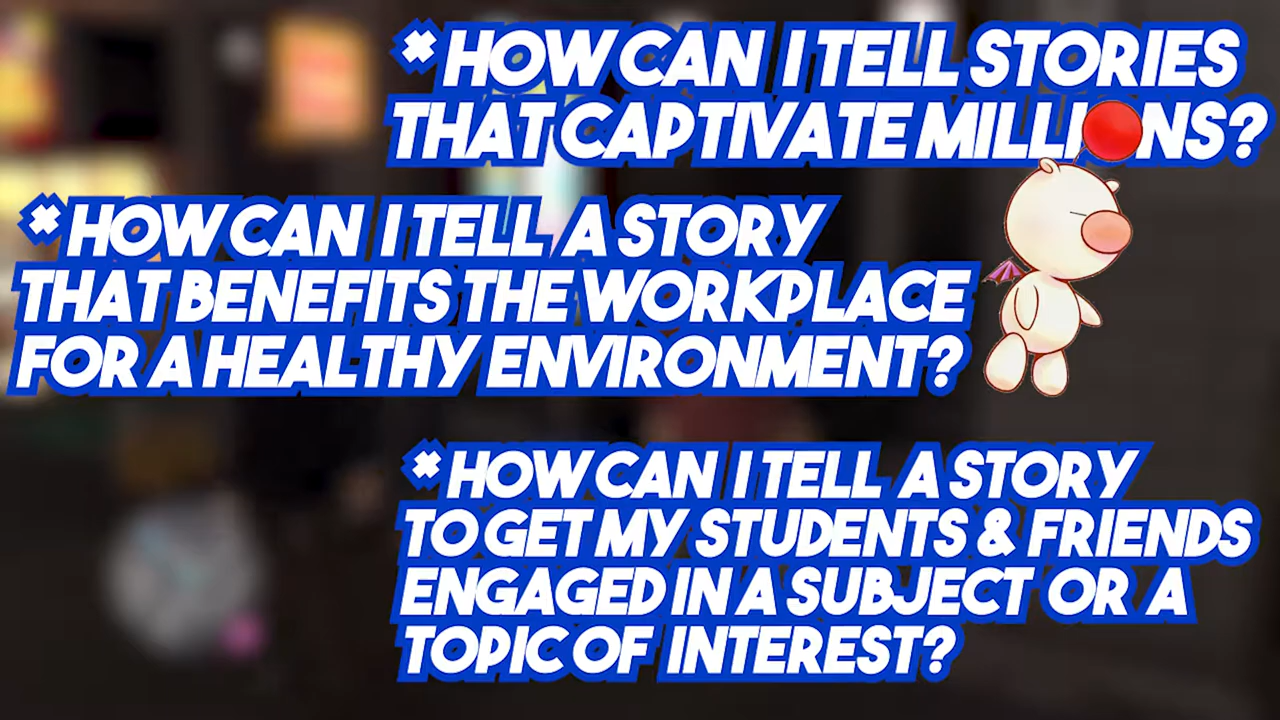 *HOW CAN I TELL STORIES
THAT CAPTIVATE MILLIONS?
*HOW CAN I TELL A STORY
THAT BENEFITS THE WORKPLACE
FOR A HEALTHY ENVIRONMENT?
*HOW CAN I TELL A STORY
TO GET MY STUDENTS & FRIENDS
ENGAGED IN A SUBJECT OR A
TOPIC OF INTEREST?